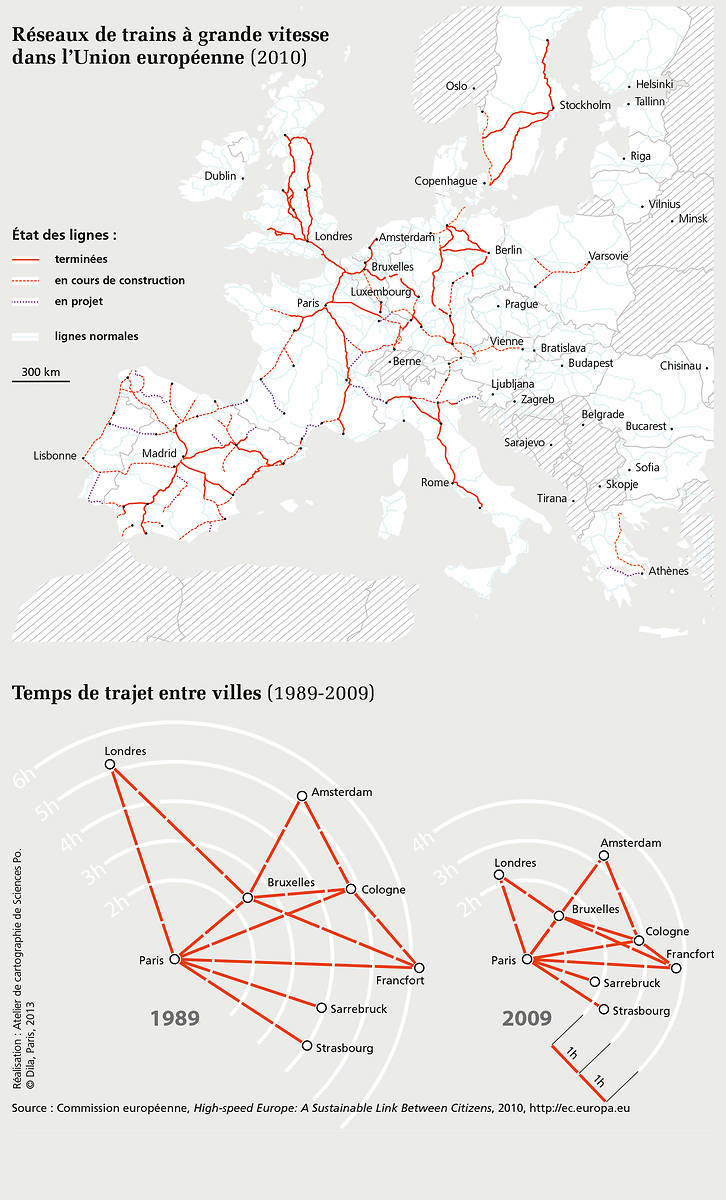 Réseaux de trains à grande vitesse
dans l'Union européenne (2010)
Oslo
Helsinki
Tallinn
Stockholm
Riga
Dublin
Copenhague
Vilnius
Minsk
État des lignes :
terminées
en cours de construction
en projet
lignes normales
300 km
Londres
Amsterdam
Berlin
Varsovie
Bruxelles
Luxembourg
Paris
Prague
Vienne
Bratislava
Berne
Budapest
Chisinau
Ljubljana
Zagreb
Belgrade
Bucarest
Lisbonne
Madrid
Sarajevo
Sofia
Rome
Skopje
Tirana
Athènes
Temps de trajet entre villes (1989-2009)
6h
5h
4h
3h
2h
Londres
Amsterdam
Bruxelles
Cologne
Paris
Francfort
Sarrebruck
Strasbourg
1989
4h
3h
2h
Londres
Amsterdam
Bruxelles
Cologne
Francfort
Paris
Sarrebruck
Strasbourg
2009
1h
1h
Réalisation : Atelier de cartographie de Sciences Po.
© Dila, Paris, 2013
Source : Commission européenne, High-speed Europe: A Sustainable Link Between Citizens, 2010, http://ec.europa.eu